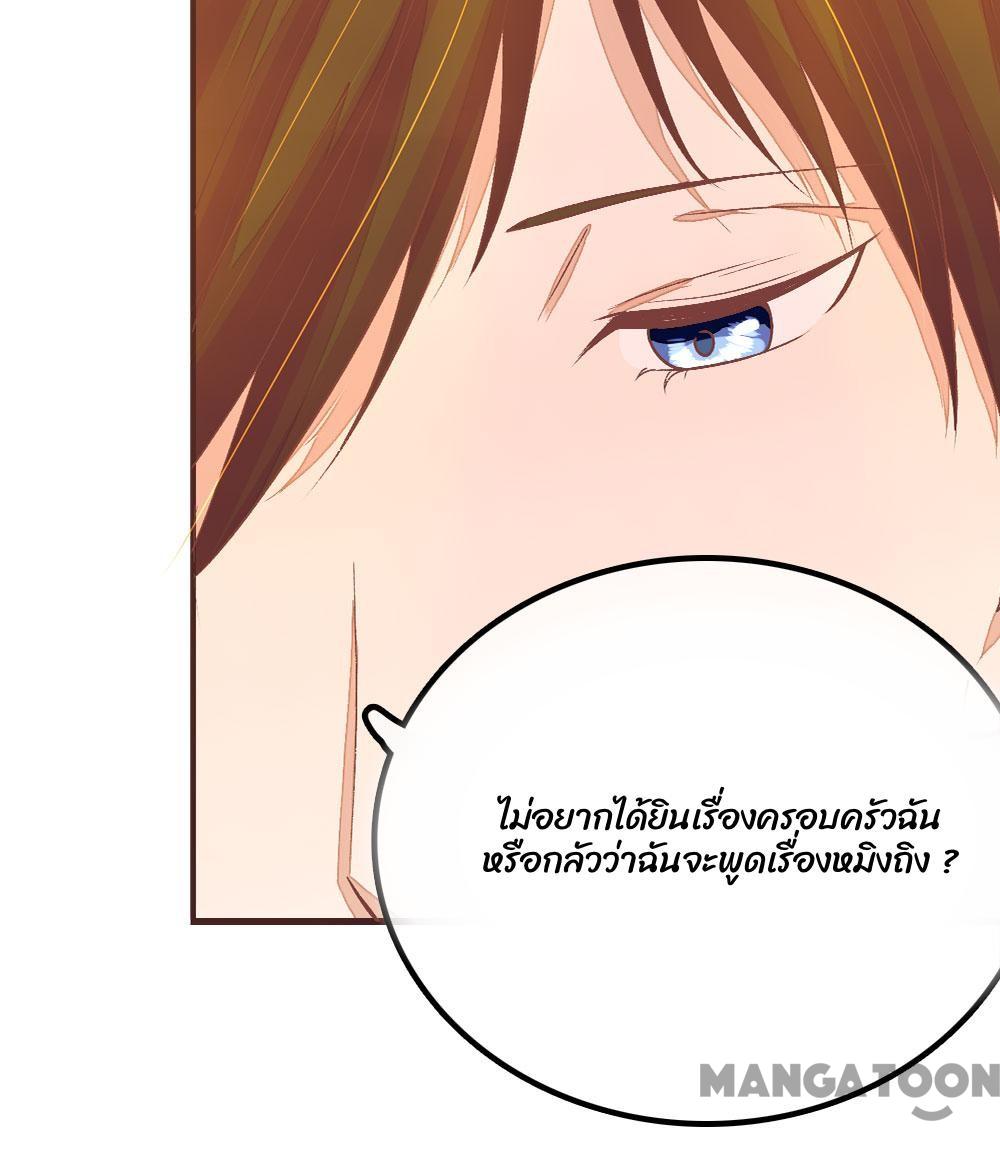 ไม่อยากได้ยินเรื่องครอบครัวฉัน
หรือกลัวว่าฉันจะพูดเรื่องหมิงถิง ?
MANGATOON